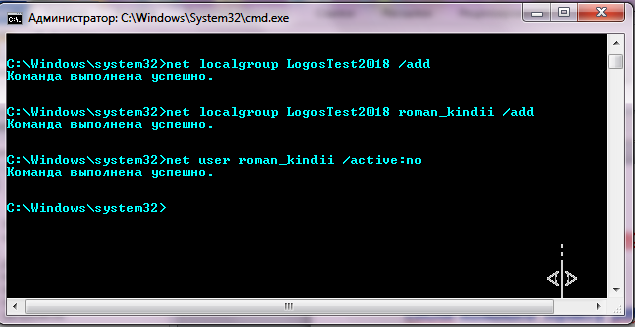 Администратор: C:\Windows\System32\cmd.exe
C:\Windows\system32>net localgroup LogosTest2018 /add
Команда выполнена успешно.
C:\Windows\system32>net localgroup LogosTest2018 roman_kindii /add
Команда выполнена успешно.
C:\Windows\system32>net user roman_kindii /active:no
Команда выполнена успешно.
C:\Windows\system32>